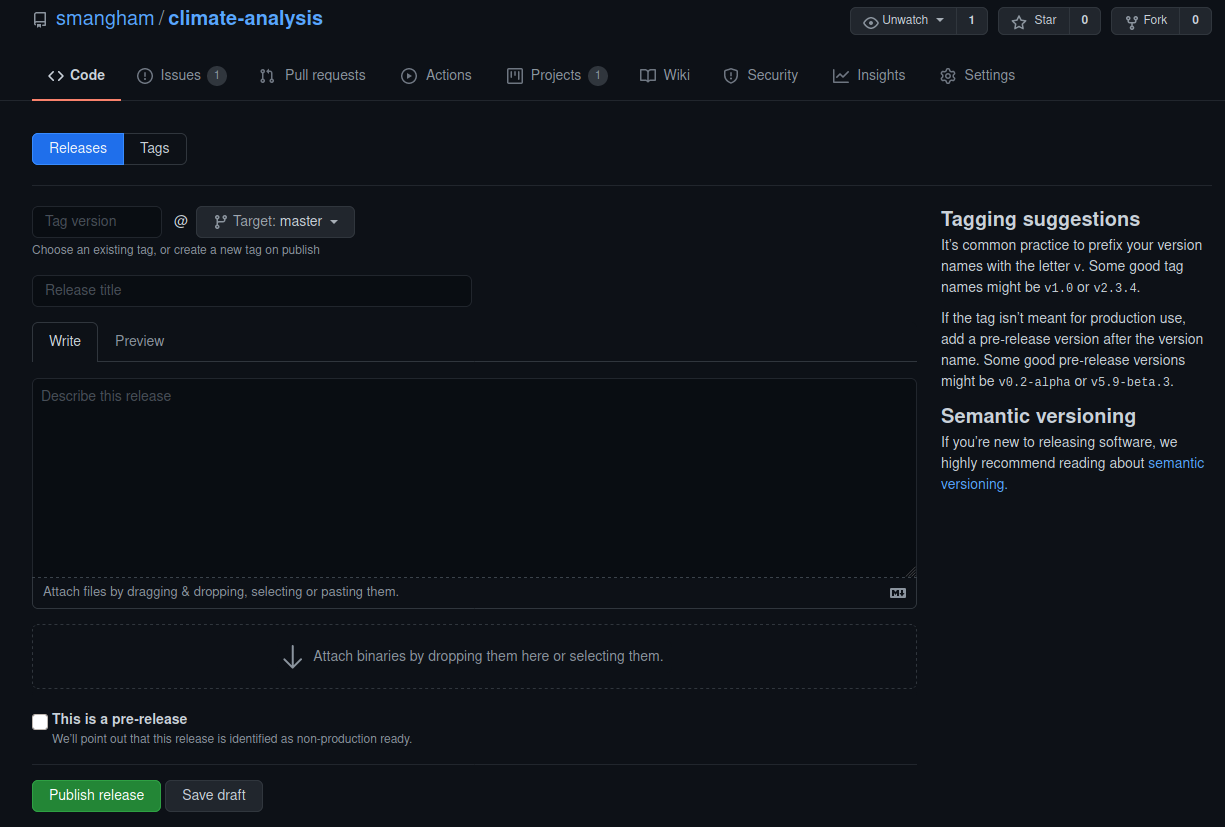 smangham / climate-analysis
Unwatch 1 Star 0 Fork 0
Code Issues 1 Pull requests Actions Projects 1 Wiki Security Insights Settings
Releases Tags
Tag version @ Target: master
Choose an existing tag, or create a new tag on publish
Release title
Write Preview
Describe this release
Attach files by dragging & dropping, selecting or pasting them.
Attach binaries by dropping them here or selecting them.
This is a pre-release
We'll point out that this release is identified as non-production ready.
Publish release Save draft
Tagging suggestions
It's common practice to prefix your version
names with the letter v. Some good tag
names might be v1.0 or v2.3.4.
If the tag isn't meant for production use,
add a pre-release version after the version
name. Some good pre-release versions
might be v0.2-alpha or v5.9-beta.3.
Semantic versioning
If you're new to releasing software, we
highly recommend reading about semantic
versioning.